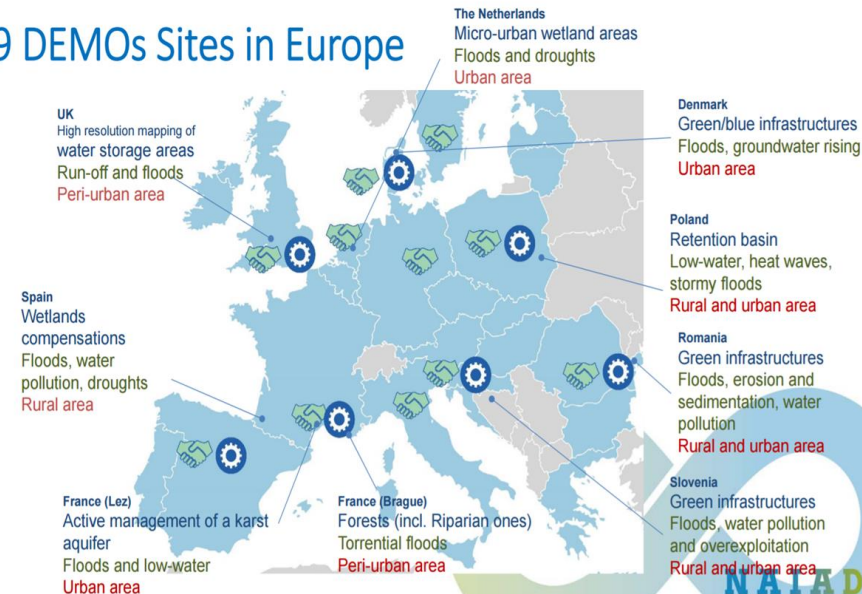 9 DEMOs Sites in Europe
The Netherlands
Micro-urban wetland areas
Floods and droughts
Urban area
UK
High resolution mapping of
water storage areas
Run-off and floods
Peri-urban area
Denmark
Green/blue infrastructures
Floods, groundwater rising
Urban area
Poland
Retention basin
Low-water, heat waves,
stormy floods
Rural and urban area
Spain
Wetlands
compensations
Floods, water
pollution, droughts
Rural area
Romania
Green infrastructures
Floods, erosion and
sedimentation, water
pollution
Rural and urban area
France (Lez)
Active management of a karst
aquifer
Floods and low-water
Urban area
France (Brague)
Forests (incl. Riparian ones)
Torrential floods
Peri-urban area
Slovenia
Green infrastructures
Floods, water pollution
and overexploitation
Rural and urban area
NAIAD